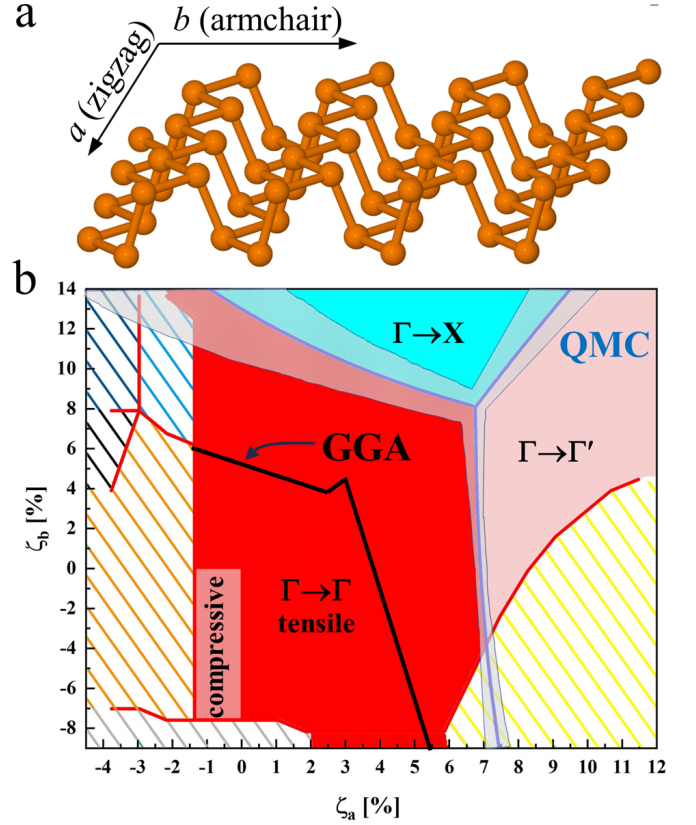 a
b (armchair)
a (zigzag)
b
14
12
10
8
6
4
2
0
-2
-4
-6
-8
ζb [%]
Γ→X
QMC
GGA
Γ→Γ′
Γ→Γ
tensile
compressive
-4 -3 -2 -1 0 1 2 3 4 5 6 7 8 9 10 11 12
ζa [%]